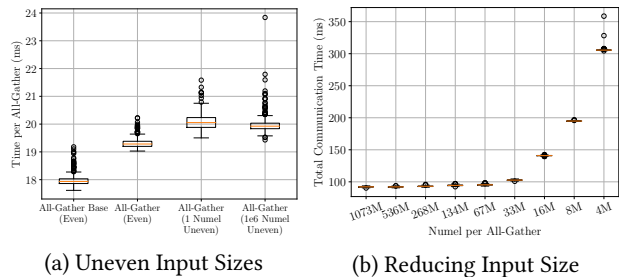 24
23
22
21
20
19
18
Time per All-Gather (ms)
All-Gather Base
(Even)
All-Gather
(Even)
All-Gather
(1 Numel
Uneven)
All-Gather
(1e6 Numel
Uneven)
(a) Uneven Input Sizes
350
300
250
200
150
100
Total Communication Time (ms)
1073M
536M
268M
134M
67M
33M
16M
8M
4M
Numel per All-Gather
(b) Reducing Input Size